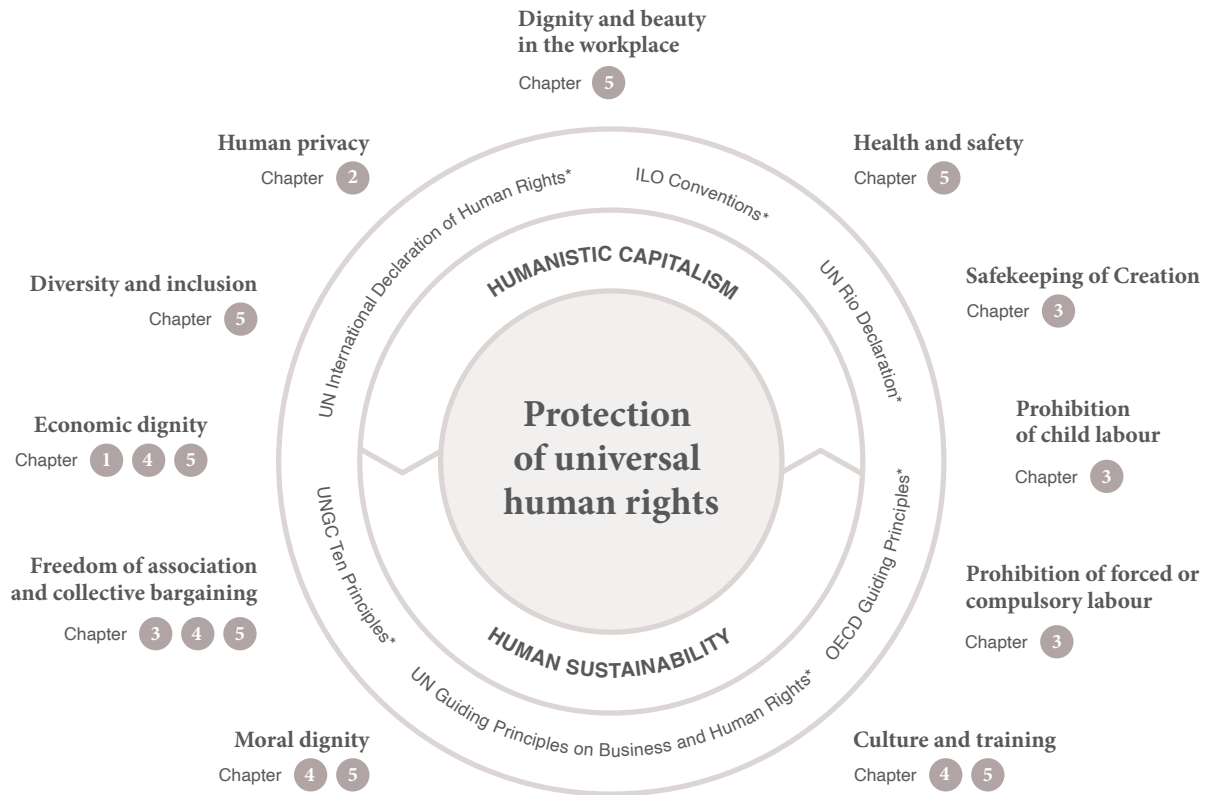 Dignity and beauty
in the workplace
Chapter 5
Human privacy
Chapter 2
Health and safety
Chapter 5
Diversity and inclusion
Chapter 5
Safekeeping of Creation
Chapter 3
Economic dignity
Chapter 1 4 5
Prohibition
of child labour
Chapter 3
Freedom of association
and collective bargaining
Chapter 3 4 5
Prohibition of forced or
compulsory labour
Chapter 3
Moral dignity
Chapter 4 5
Culture and training
Chapter 4 5
UN International Declaration of Human Rights*
ILO Conventions*
UN Rio Declaration*
OECD Guiding Principles*
UN Guiding Principles on Business and Human Rights*
UNGC Ten Principles*
HUMANISTIC CAPITALISM
HUMAN SUSTAINABILITY
Protection
of universal
human rights